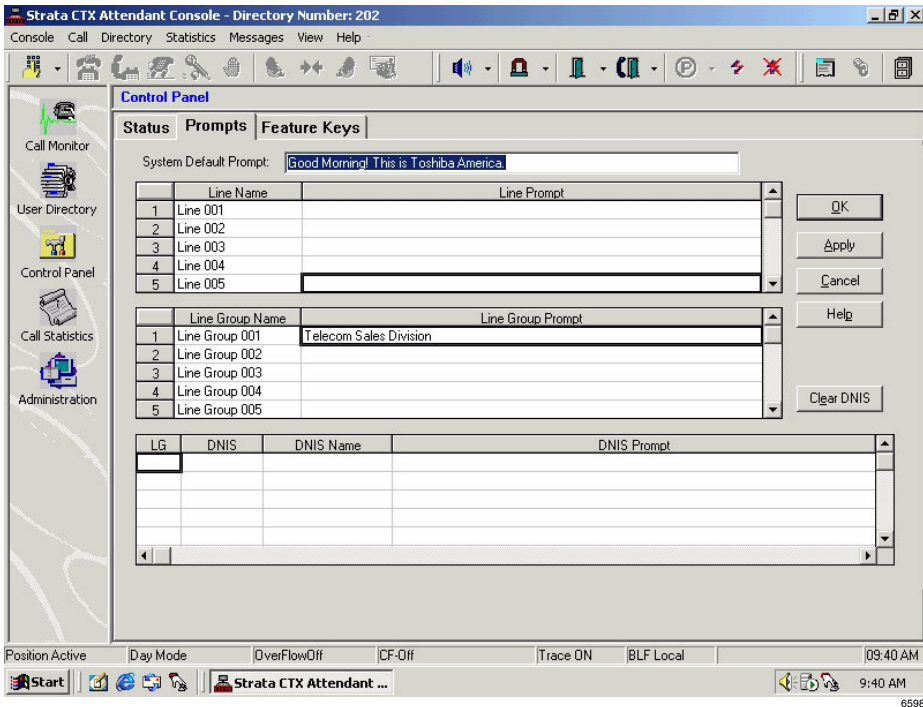 Strata CTX Attendant Console - Directory Number: 202
Console Call Directory Statistics Messages View Help
Control Panel
Status Prompts Feature Keys
Call Monitor
User Directory
Control Panel
Call Statistics
Administration
System Default Prompt: Good Morning! This is Toshiba America.
Line Name Line Prompt
1 Line 001
2 Line 002
3 Line 003
4 Line 004
5 Line 005
OK
Apply
Cancel
Help
Line Group Name Line Group Prompt
1 Line Group 001 Telecom Sales Division
2 Line Group 002
3 Line Group 003
4 Line Group 004
5 Line Group 005
Clear DNIS
LG DNIS DNIS Name DNIS Prompt
Position Active Day Mode OverFlowOff CF-Off Trace ON BLF Local 09:40 AM
Start Strata CTX Attendant ... 9:40 AM
6596